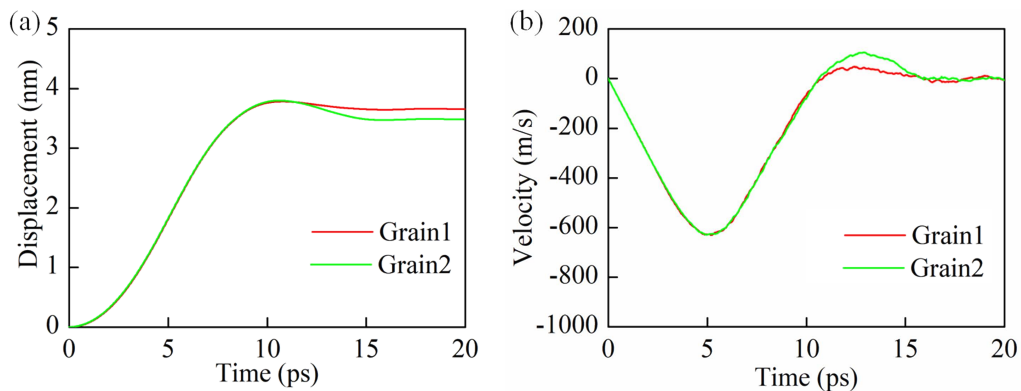 (a)
5
4
3
2
1
0
Displacement (nm)
Grain1
Grain2
0 5 10 15 20
Time (ps)
(b)
200
0
-200
-400
-600
-800
-1000
Velocity (m/s)
Grain1
Grain2
0 5 10 15 20
Time (ps)